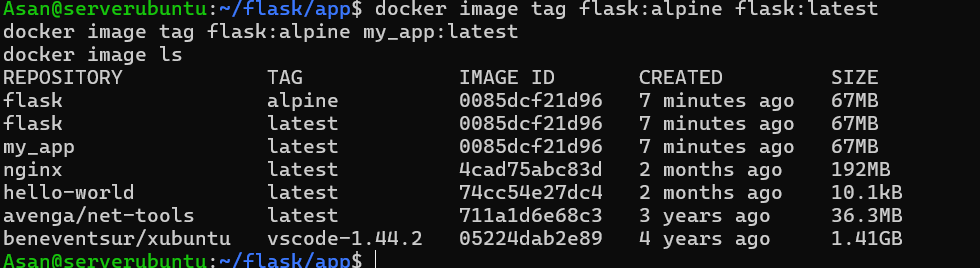 Asan@serverubuntu:~/flask/app$ docker image tag flask:alpine flask:latest
docker image tag flask:alpine my_app:latest
docker image ls
REPOSITORY TAG IMAGE ID CREATED SIZE
flask alpine 0085dcf21d96 7 minutes ago 67MB
flask latest 0085dcf21d96 7 minutes ago 67MB
my_app latest 0085dcf21d96 7 minutes ago 67MB
nginx latest 4cad75abc83d 2 months ago 192MB
hello-world latest 74cc54e27dc4 2 months ago 10.1kB
avenga/net-tools latest 711a1d6e68c3 3 years ago 36.3MB
beneventsur/xubuntu vscode-1.44.2 05224dab2e89 4 years ago 1.41GB
Asan@serverubuntu:~/flask/app$